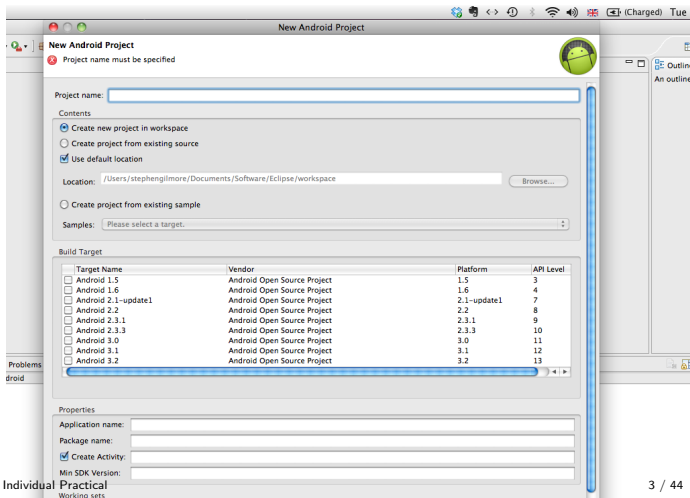 (Charged) Tue
New Android Project
New Android Project
Project name must be specified
Outlin
An outline
Project name:
Contents
Create new project in workspace
Create project from existing source
Use default location
Location: /Users/stephengilmore/Documents/Software/Eclipse/workspace Browse...
Create project from existing sample
Samples: Please select a target.
Build Target
Target Name Vendor Platform API Level
Android 1.5 Android Open Source Project 1.5 3
Android 1.6 Android Open Source Project 1.6 4
Android 2.1-update1 Android Open Source Project 2.1-update1 7
Android 2.2 Android Open Source Project 2.2 8
Android 2.3.1 Android Open Source Project 2.3.1 9
Android 2.3.3 Android Open Source Project 2.3.3 10
Android 3.0 Android Open Source Project 3.0 11
Android 3.1 Android Open Source Project 3.1 12
Android 3.2 Android Open Source Project 3.2 13
Problems
droid
Properties
Application name:
Package name:
Create Activity:
Min SDK Version:
Individual Practical 3 / 44
Working sets